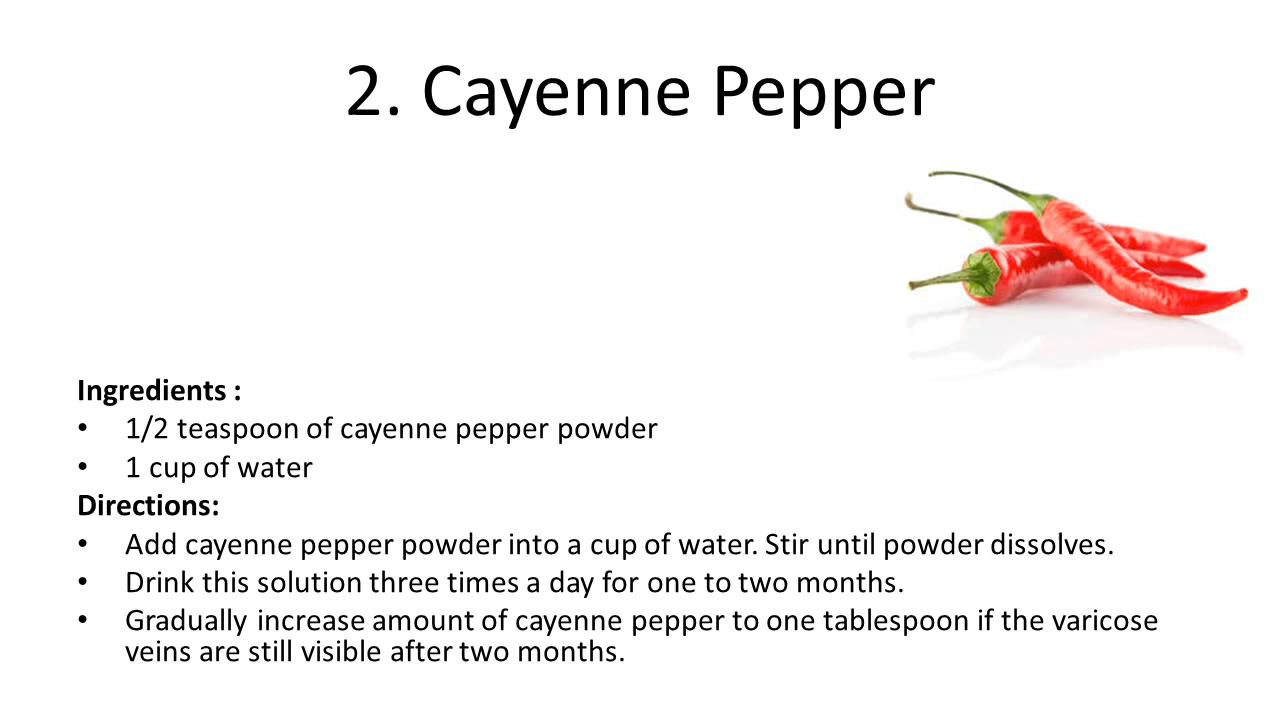 2. Cayenne Pepper
Ingredients :
• 1/2 teaspoon of cayenne pepper powder
• 1 cup of water
Directions:
• Add cayenne pepper powder into a cup of water. Stir until powder dissolves.
• Drink this solution three times a day for one to two months.
• Gradually increase amount of cayenne pepper to one tablespoon if the varicose
veins are still visible after two months.